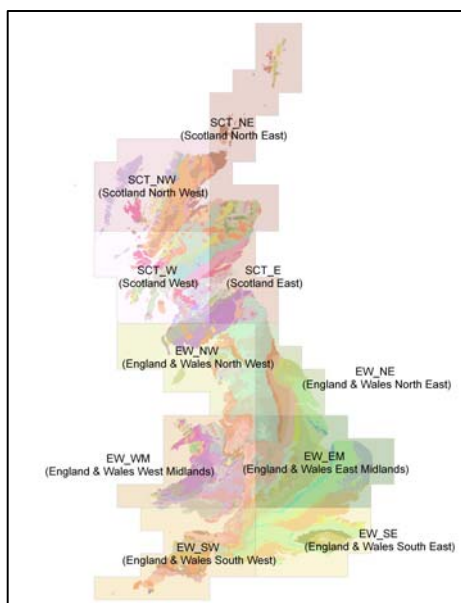 SCT_NE
(Scotland North East)
SCT_NW
(Scotland North West)
SCT_W
(Scotland West)
SCT_E
(Scotland East)
EW_NW
(England & Wales North West)
EW_NE
(England & Wales North East)
EW_WM
(England & Wales West Midlands)
EW_EM
(England & Wales East Midlands)
EW_SW
(England & Wales South West)
EW_SE
(England & Wales South East)